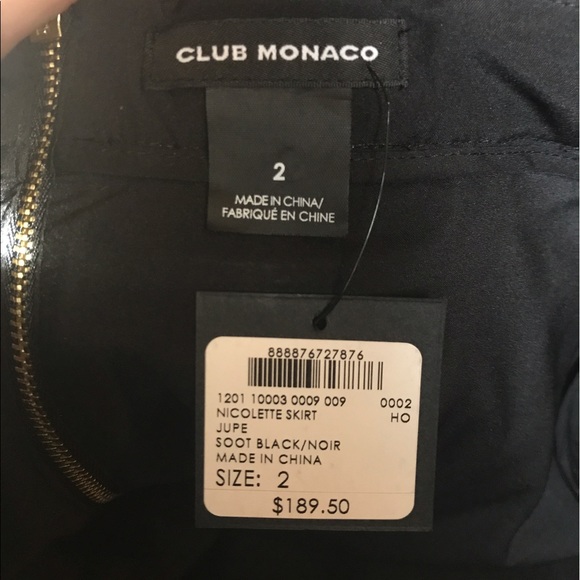 CLUB MONACO
2
MADE IN CHINA/
FABRIQUÉ EN CHINE
888876727876
1201 10003 0009 009 0002
NICOLETTE SKIRT HO
JUPE
SOOT BLACK/NOIR
MADE IN CHINA
SIZE: 2
$189.50